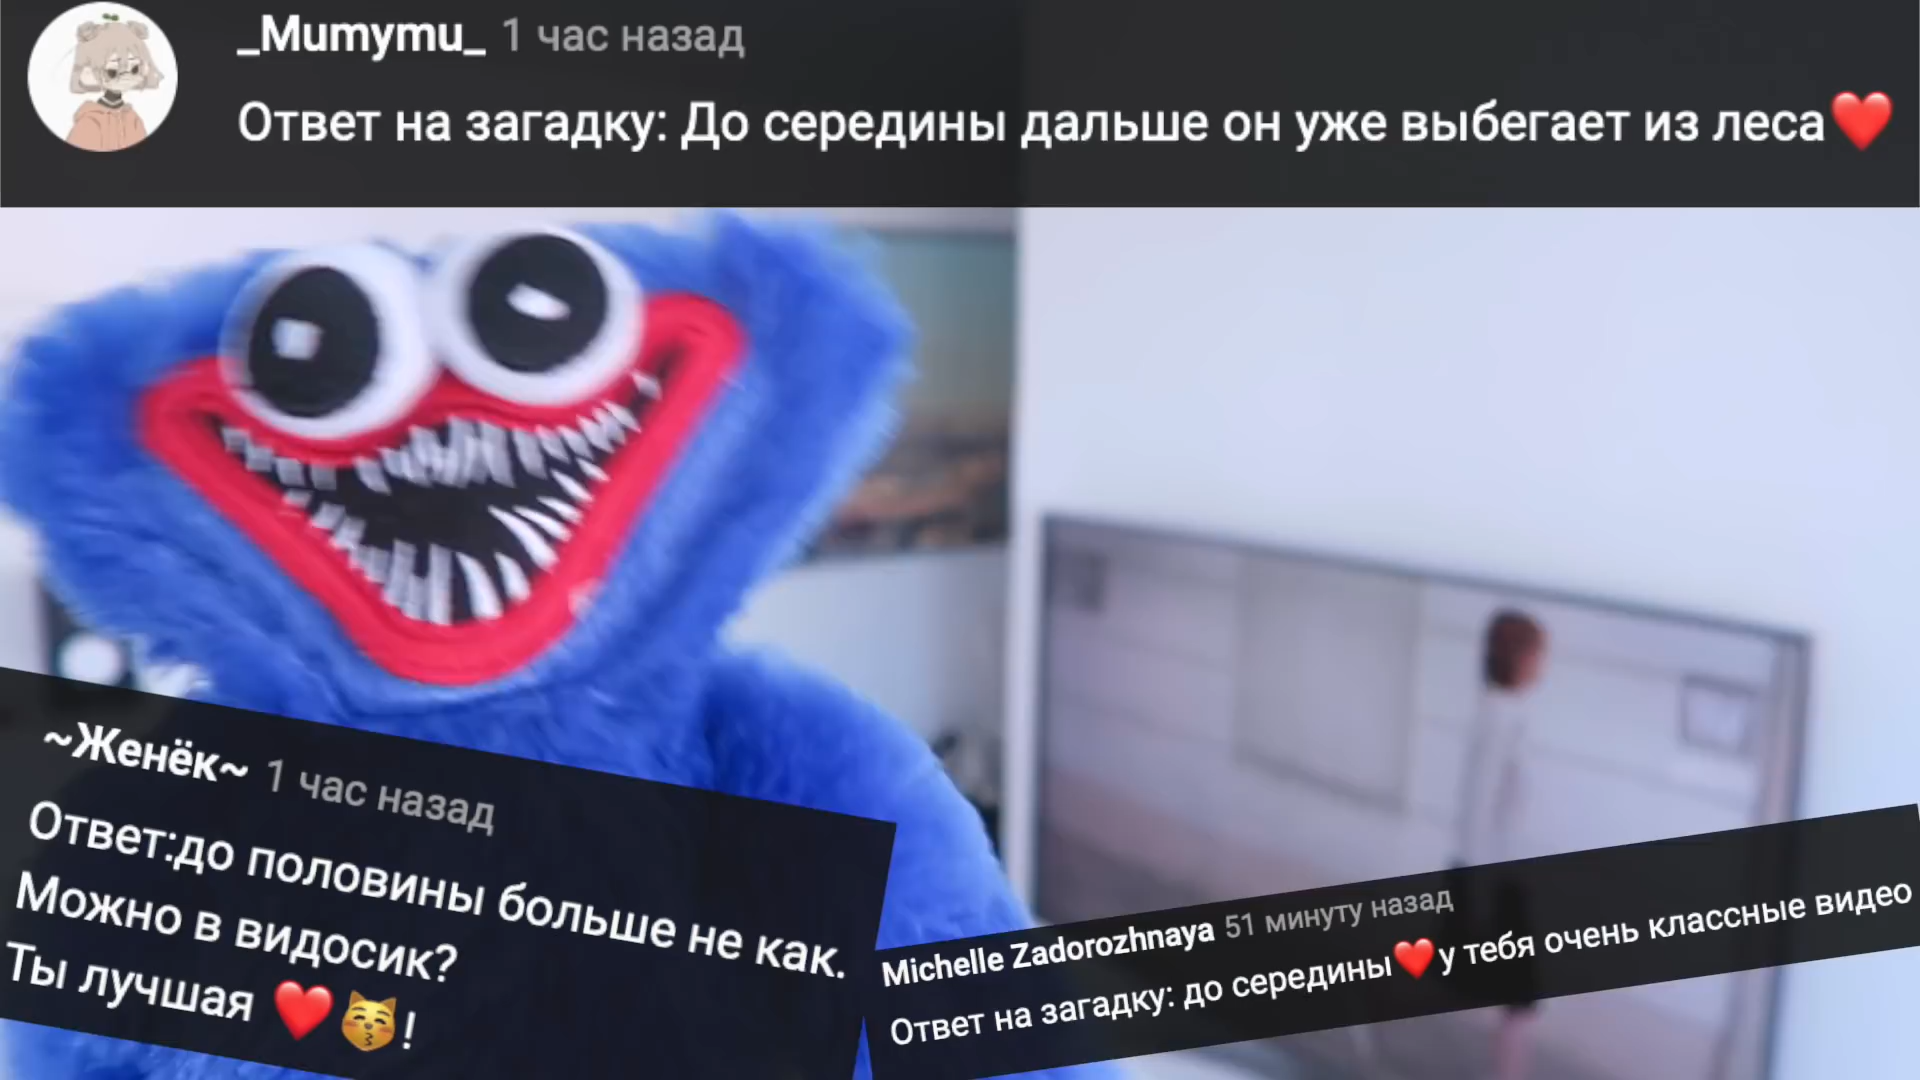 _Mumymu_ 1 час назад
Ответ на загадку: До середины дальше он уже выбегает из леса❤️
~Женёк~ 1 час назад
Ответ:до половины больше не как.
Можно в видосик?
Ты лучшая ❤️😽!
Michelle Zadorozhnaya 51 минуту назад
Ответ на загадку: до середины❤️у тебя очень классные видео